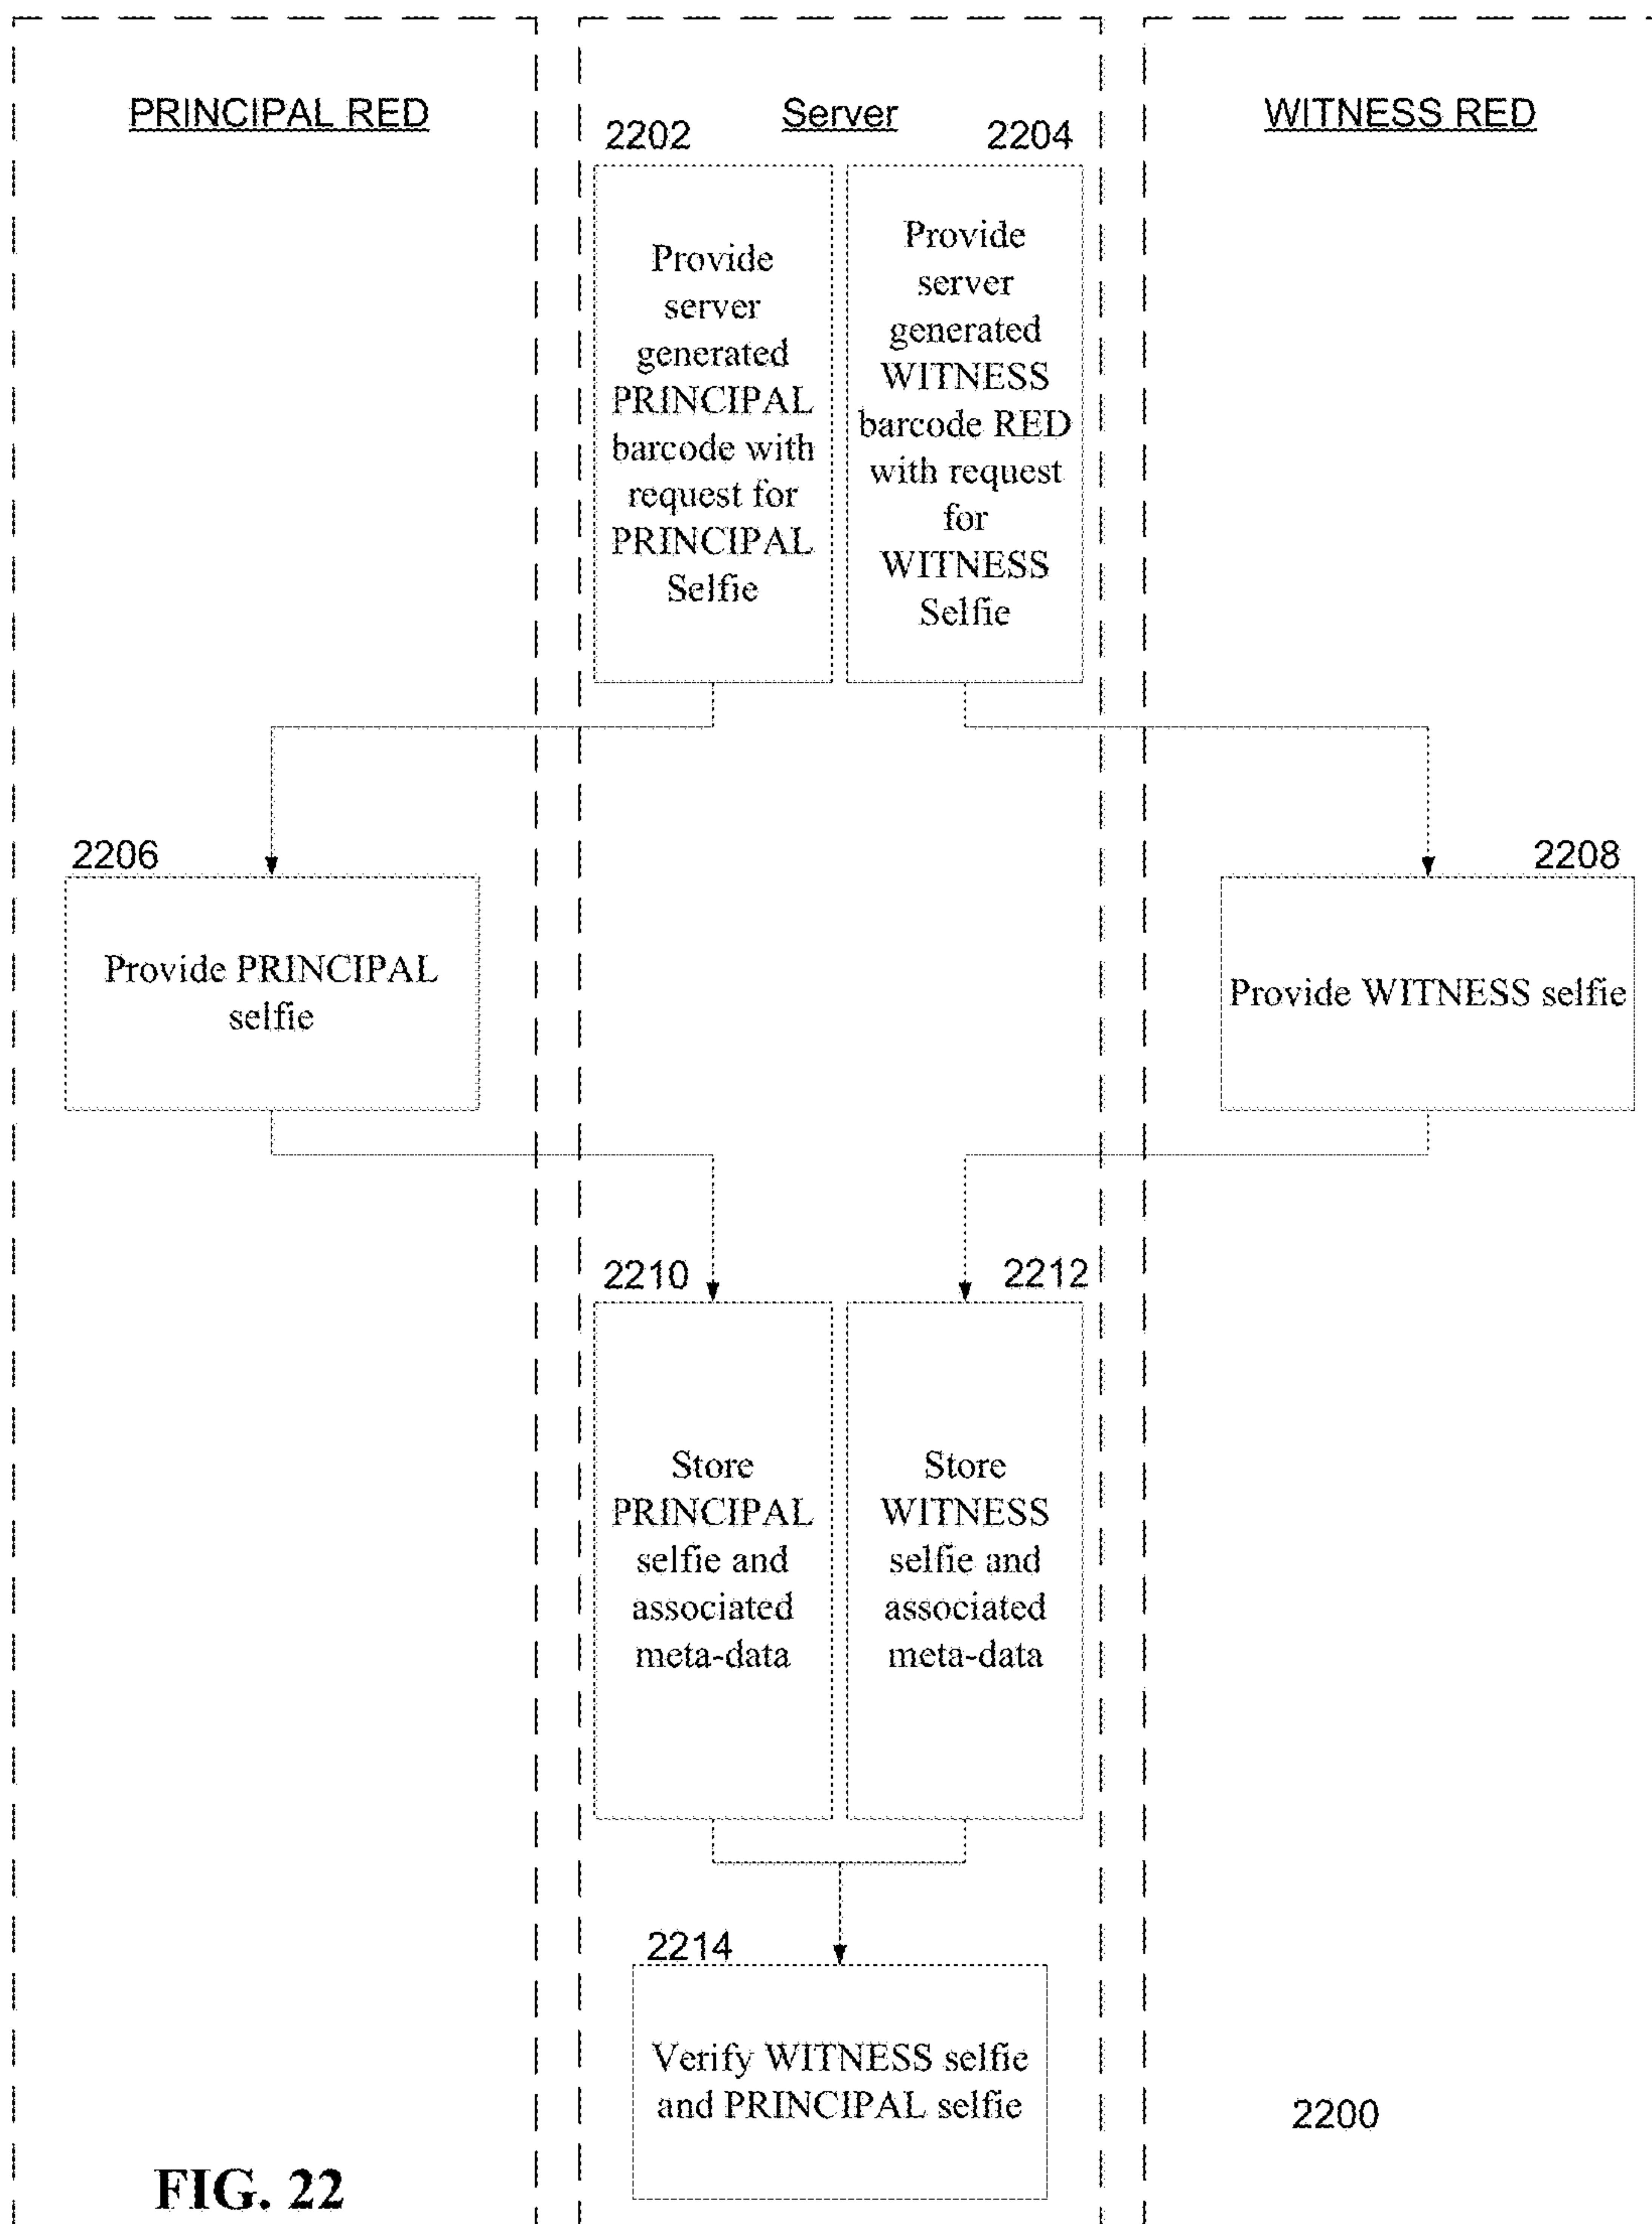 PRINCIPAL RED
Server
WITNESS RED
2202
2204
Provide
server
generated
PRINCIPAL
barcode with
request for
PRINCIPAL
Selfie
Provide
server
generated
WITNESS
barcode RED
with request
for
WITNESS
Selfie
2206
2208
Provide PRINCIPAL
selfie
Provide WITNESS selfie
2210
2212
Store
PRINCIPAL
selfie and
associated
meta-data
Store
WITNESS
selfie and
associated
meta-data
2214
Verify WITNESS selfie
and PRINCIPAL selfie
2200
FIG. 22